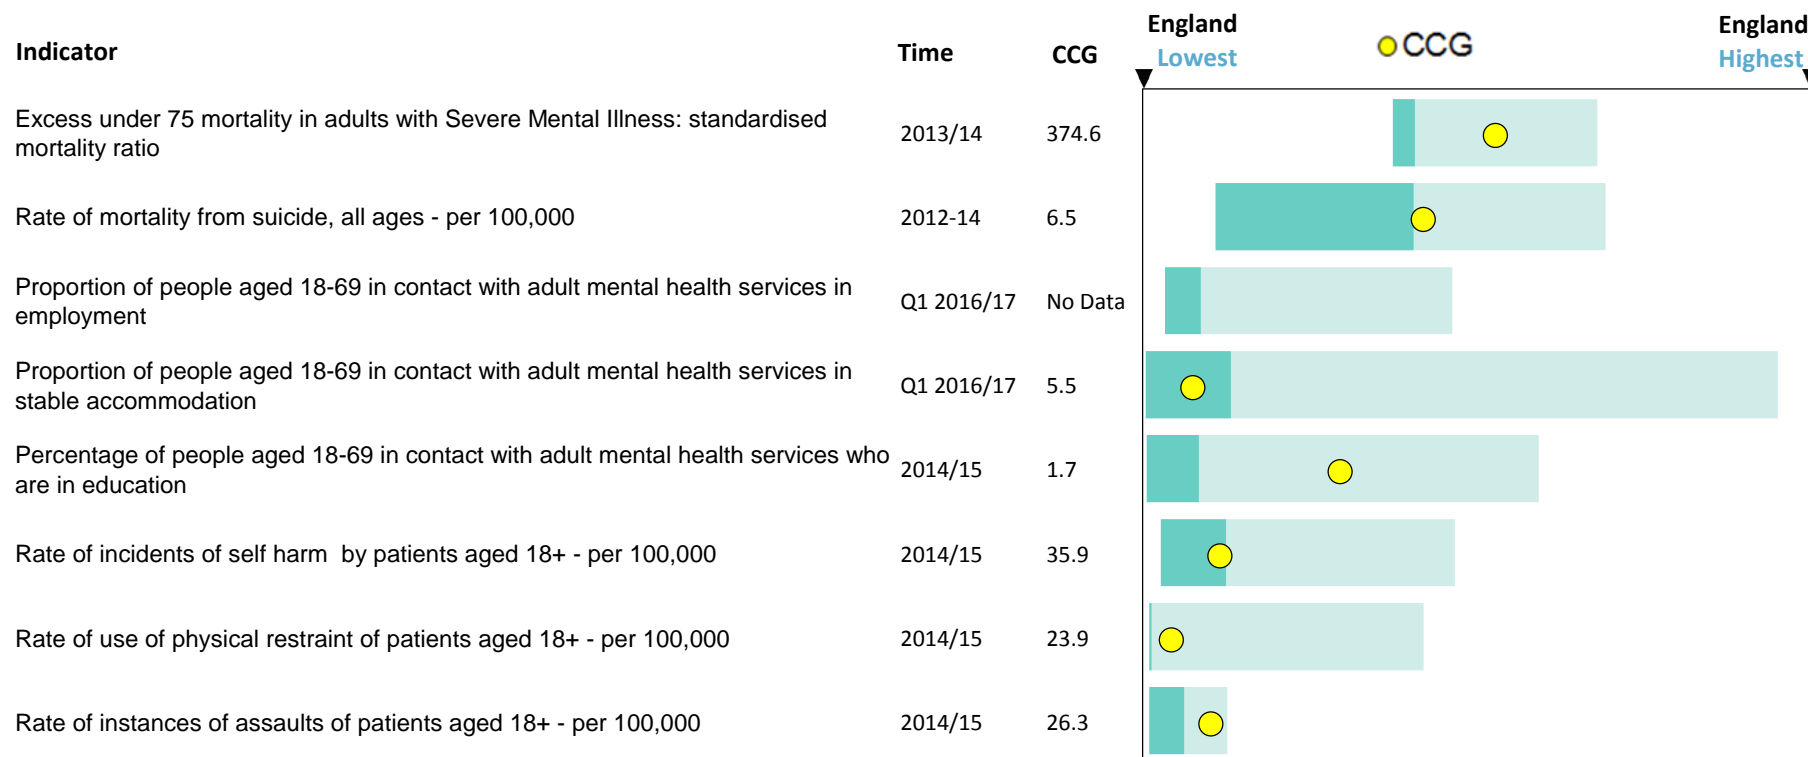 Indicator Time CCG England Lowest CCG England Highest
Excess under 75 mortality in adults with Severe Mental Illness: standardised
mortality ratio
2013/14 374.6
Rate of mortality from suicide, all ages - per 100,000 2012-14 6.5
Proportion of people aged 18-69 in contact with adult mental health services in
employment
Q1 2016/17 No Data
Proportion of people aged 18-69 in contact with adult mental health services in
stable accommodation
Q1 2016/17 5.5
Percentage of people aged 18-69 in contact with adult mental health services who
are in education
2014/15 1.7
Rate of incidents of self harm  by patients aged 18+ - per 100,000 2014/15 35.9
Rate of use of physical restraint of patients aged 18+ - per 100,000 2014/15 23.9
Rate of instances of assaults of patients aged 18+ - per 100,000 2014/15 26.3